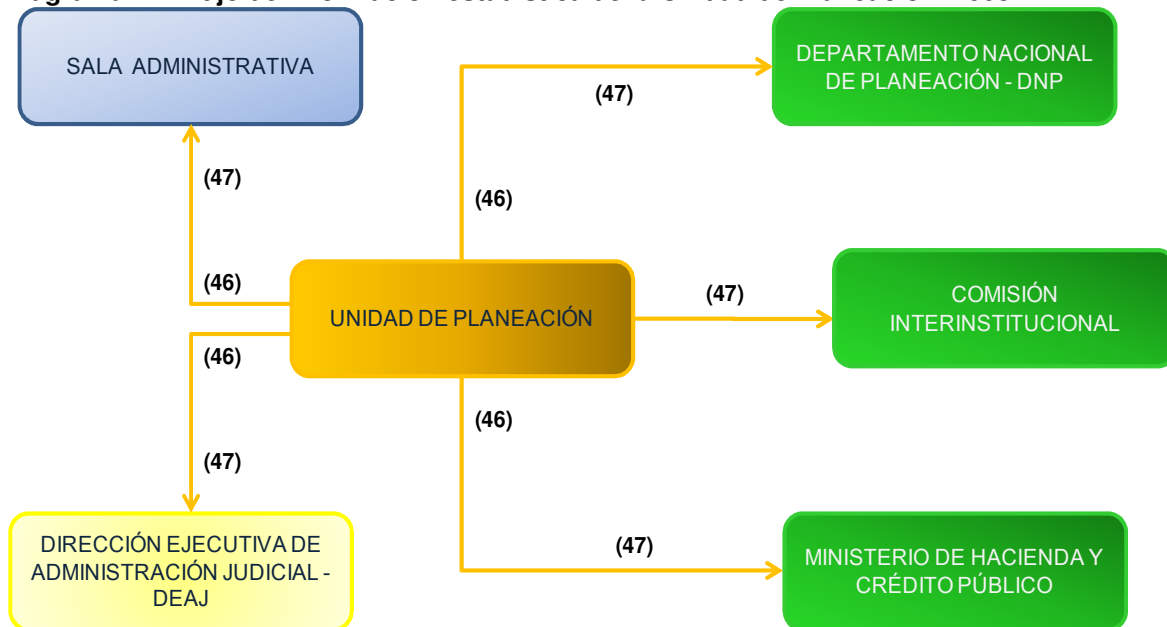 SALA ADMINISTRATIVA
DEPARTAMENTO NACIONAL
DE PLANEACIÓN - DNP
(47)
(47)
(46)
(46)
UNIDAD DE PLANEACIÓN
(47)
COMISIÓN
INTERINSTITUCIONAL
(46)
(46)
(47)
(47)
DIRECCIÓN EJECUTIVA DE
ADMINISTRACIÓN JUDICIAL -
DEAJ
MINISTERIO DE HACIENDA Y
CRÉDITO PÚBLICO